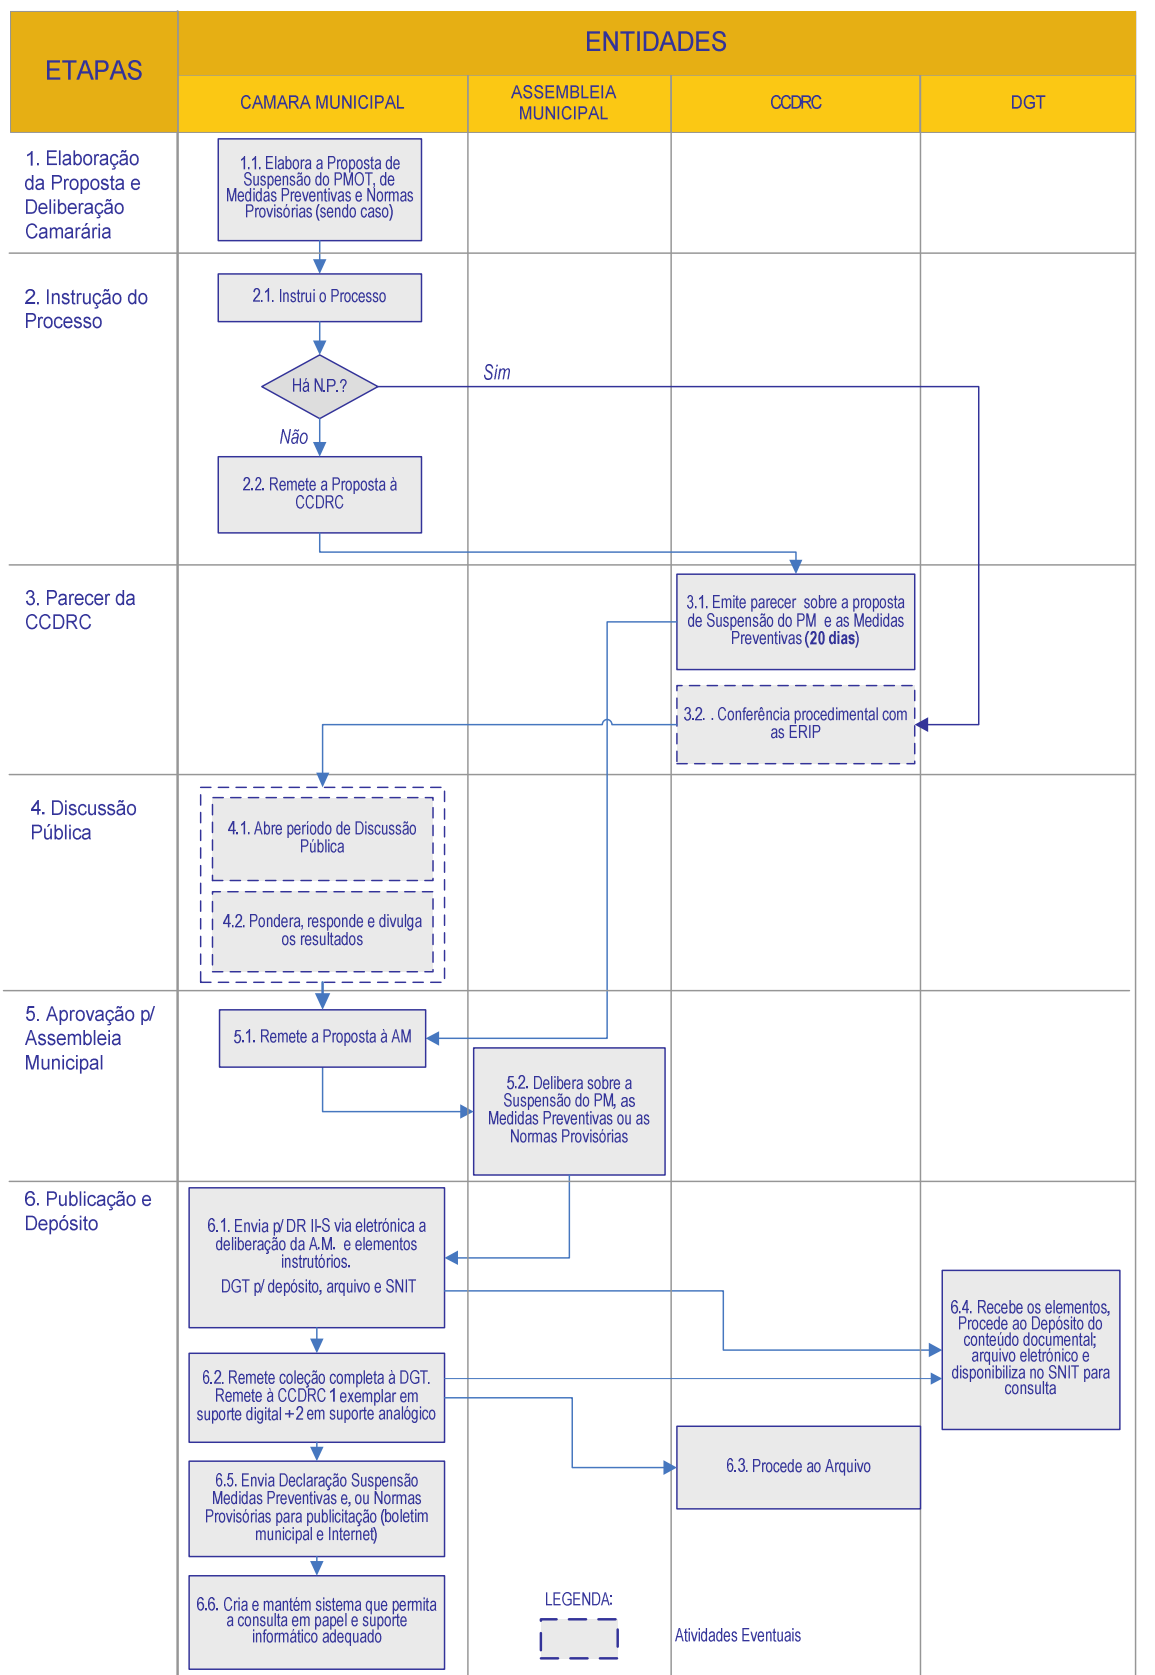 ETAPAS
ENTIDADES
CAMARA MUNICIPAL
ASSEMBLEIA
MUNICIPAL
CCDRC
DGT
1. Elaboração
da Proposta e
Deliberação
Camarária
1.1. Elabora a Proposta de
Suspensão do PMOT, de
Medidas Preventivas e Normas
Provisórias (sendo caso)
2. Instrução do
Processo
2.1. Instrui o Processo
Há N.P.?
Sim
Não
2.2. Remete a Proposta à
CCDRC
3. Parecer da
CCDRC
3.1. Emite parecer sobre a proposta
de Suspensão do PM e as Medidas
Preventivas (20 dias)
3.2. . Conferência procedimental com
as ERIP
4. Discussão
Pública
4.1. Abre período de Discussão
Pública
4.2. Pondera, responde e divulga
os resultados
5. Aprovação p/
Assembleia
Municipal
5.1. Remete a Proposta à AM
5.2. Delibera sobre a
Suspensão do PM, as
Medidas Preventivas ou as
Normas Provisórias
6. Publicação e
Depósito
6.1. Envia p/ DR II-S via eletrónica a
deliberação da A.M. e elementos
instrutórios.
DGT p/ depósito, arquivo e SNIT
6.4. Recebe os elementos,
Procede ao Depósito do
conteúdo documental;
arquivo eletrónico e
disponibiliza no SNIT para
consulta
6.2. Remete coleção completa à DGT.
Remete à CCDRC 1 exemplar em
suporte digital +2 em suporte analógico
6.3. Procede ao Arquivo
6.5. Envia Declaração Suspensão
Medidas Preventivas e, ou Normas
Provisórias para publicitação (boletim
municipal e Internet)
6.6. Cria e mantém sistema que permita
a consulta em papel e suporte
informático adequado
LEGENDA:
Atividades Eventuais